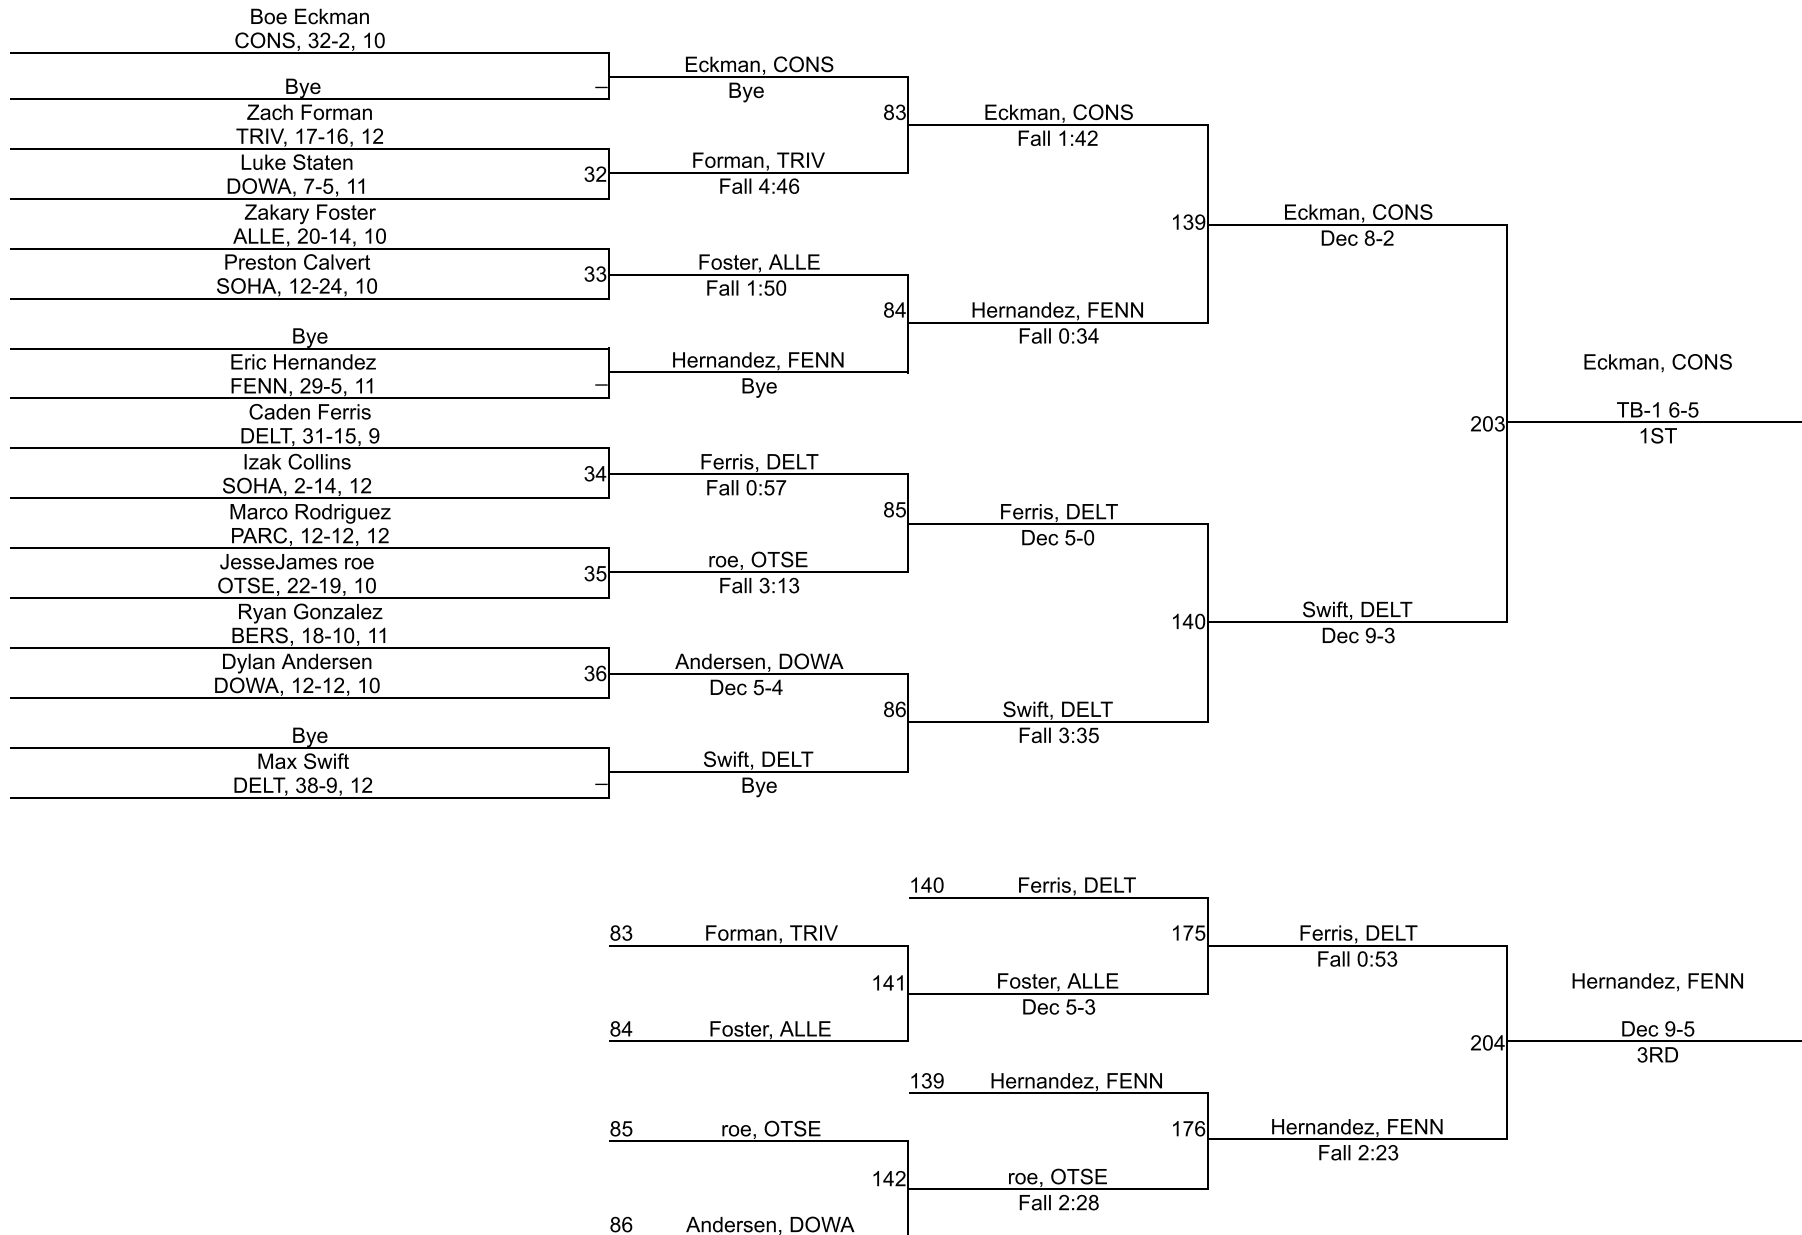 Boe Eckman
CONS, 32-2, 10
Bye
–
Zach Forman
TRIV, 17-16, 12
Luke Staten
DOWA, 7-5, 11
32
Zakary Foster
ALLE, 20-14, 10
Preston Calvert
SOHA, 12-24, 10
33
Bye
Eric Hernandez
FENN, 29-5, 11
–
Caden Ferris
DELT, 31-15, 9
Izak Collins
SOHA, 2-14, 12
34
Marco Rodriguez
PARC, 12-12, 12
JesseJames roe
OTSE, 22-19, 10
35
Ryan Gonzalez
BERS, 18-10, 11
Dylan Andersen
DOWA, 12-12, 10
36
Bye
Max Swift
DELT, 38-9, 12
–
Eckman, CONS
Bye
83
Forman, TRIV
Fall 4:46
Foster, ALLE
Fall 1:50
84
Hernandez, FENN
Bye
Ferris, DELT
Fall 0:57
85
roe, OTSE
Fall 3:13
Andersen, DOWA
Dec 5-4
86
Swift, DELT
Bye
Eckman, CONS
Fall 1:42
139
Hernandez, FENN
Fall 0:34
Ferris, DELT
Dec 5-0
140
Swift, DELT
Fall 3:35
Eckman, CONS
Dec 8-2
203
Swift, DELT
Dec 9-3
Eckman, CONS
TB-1 6-5
1ST
83 Forman, TRIV
141
84 Foster, ALLE
85 roe, OTSE
142
86 Andersen, DOWA
140 Ferris, DELT
175
Foster, ALLE
Dec 5-3
139 Hernandez, FENN
176
roe, OTSE
Fall 2:28
Ferris, DELT
Fall 0:53
204
Hernandez, FENN
Fall 2:23
Hernandez, FENN
Dec 9-5
3RD